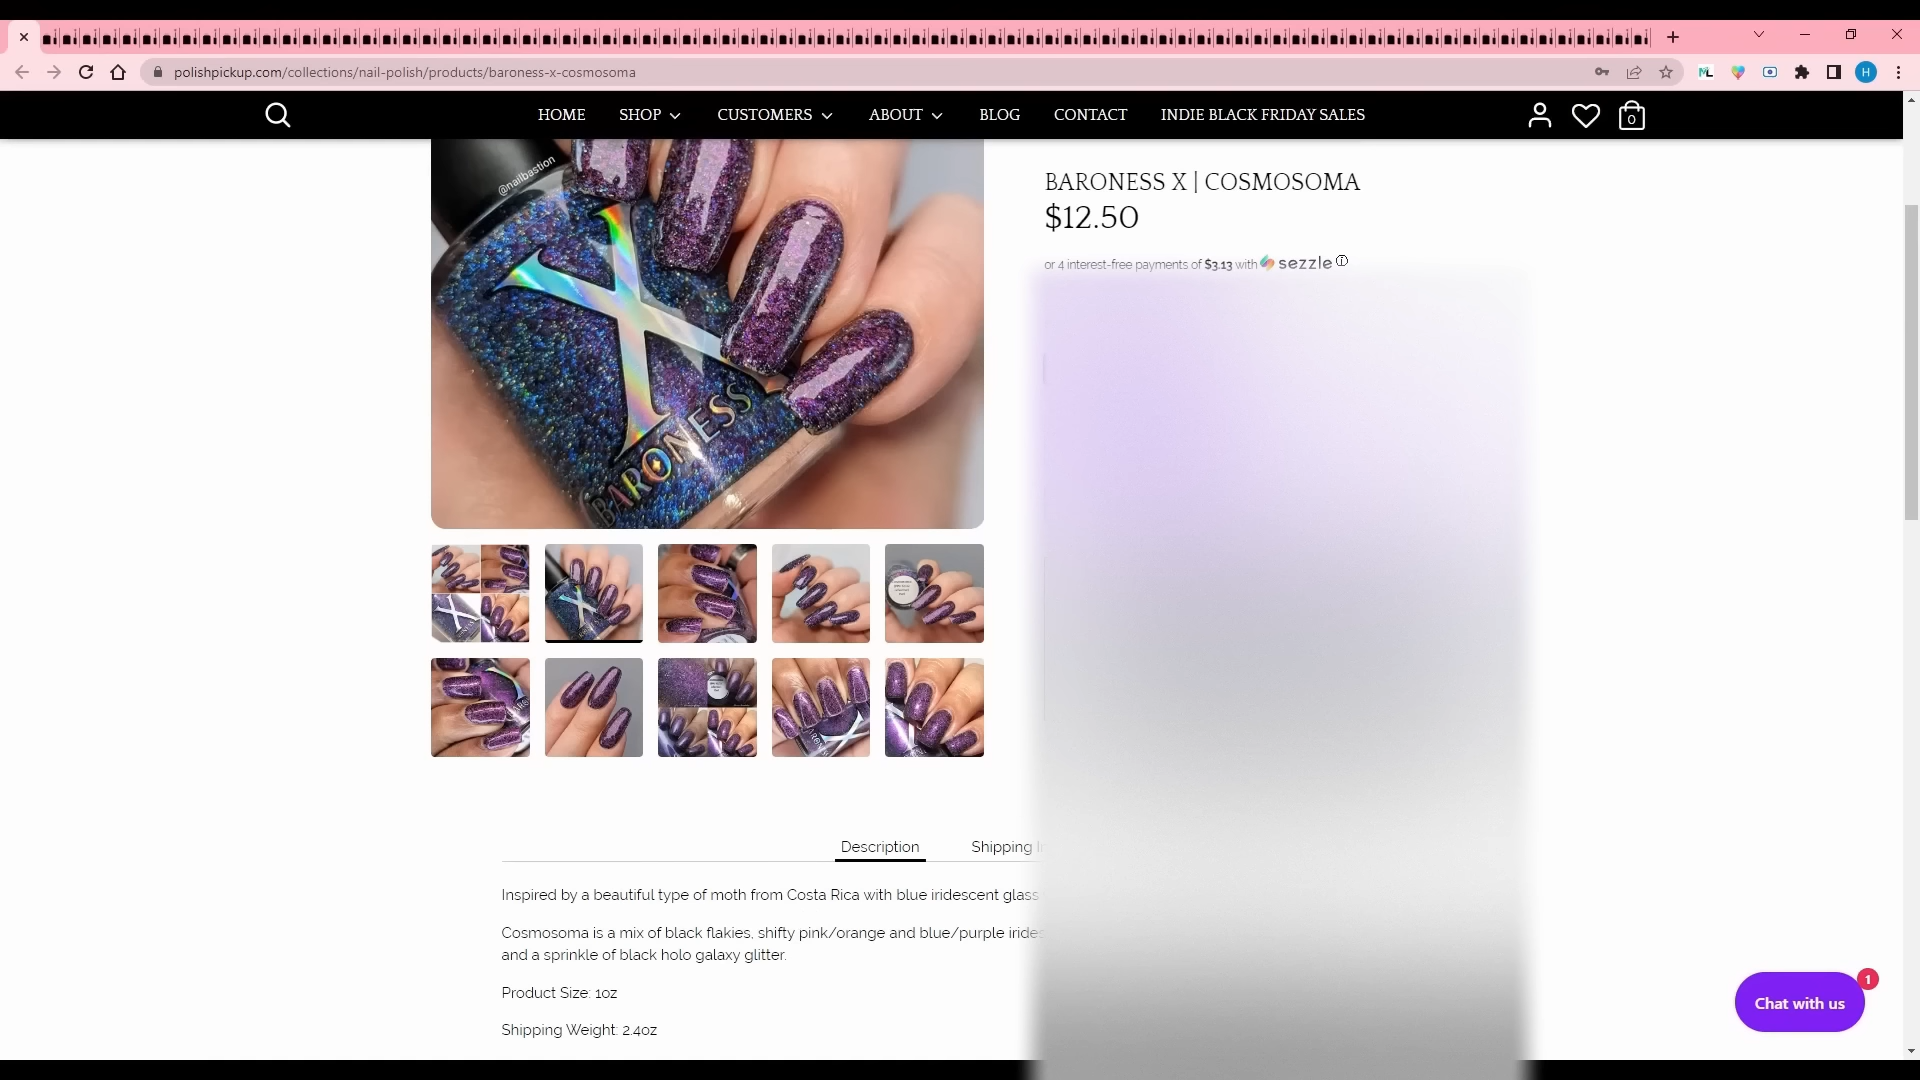 polishpickup.com/collections/nail-polish/products/baroness-x-cosmosoma
H
HOME SHOP CUSTOMERS ABOUT BLOG CONTACT INDIE BLACK FRIDAY SALES
0
@nailbastion
X
BARONESS
BARONESS X | COSMOSOMA
$12.50
or 4 interest-free payments of $3.13 with sezzle
Description Shipping
Inspired by a beautiful type of moth from Costa Rica with blue iridescent glass
Cosmosoma is a mix of black flakies, shifty pink/orange and blue/purple
and a sprinkle of black holo galaxy glitter.
Product Size: 1oz
Shipping Weight: 2.4oz
1
Chat with us